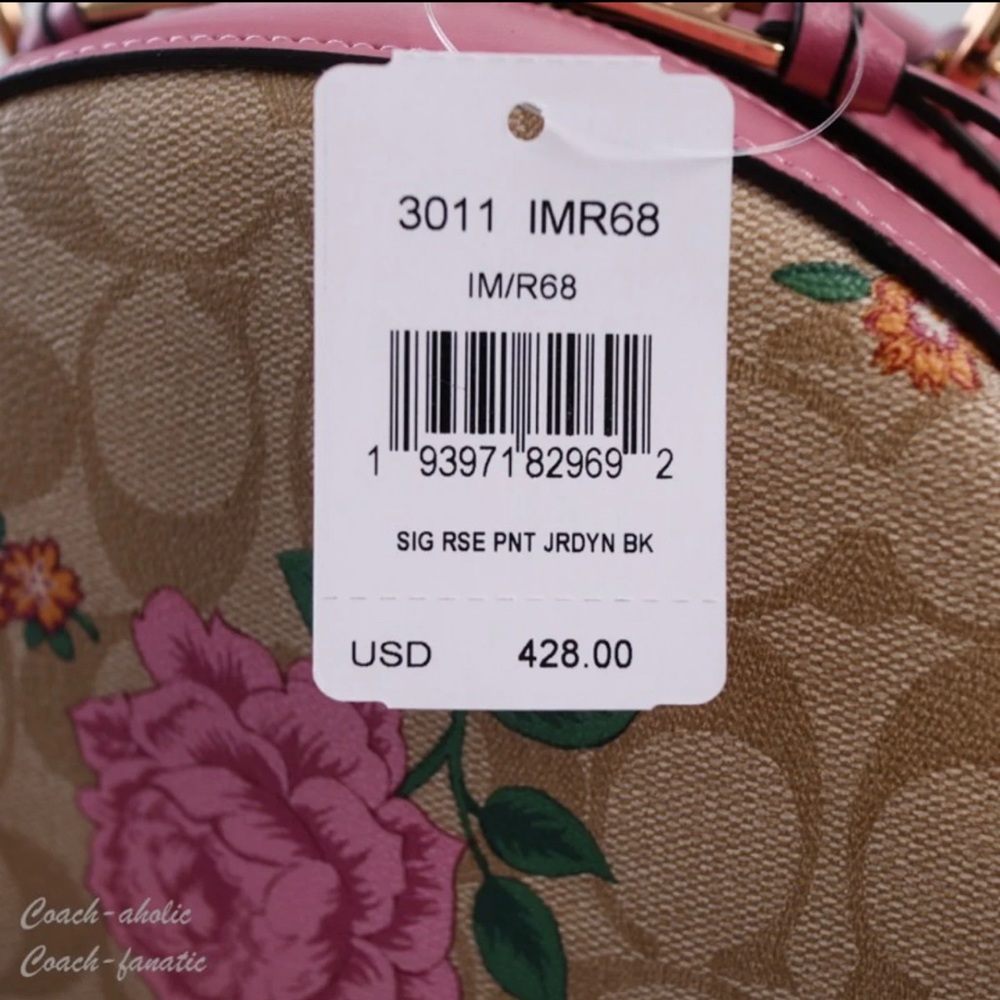 3011 IMR68
IM/R68
1 93971 82969 2
SIG RSE PNT JRDYN BK
USD 428.00
Coach-aholic
Coach-fanatic